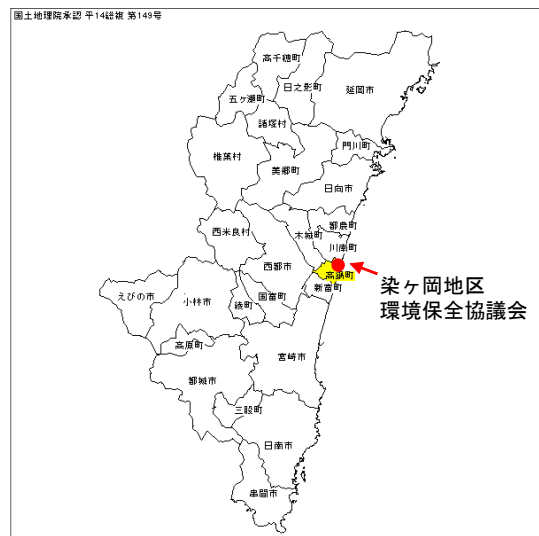 国土地理院承認 平14総複 第149号
高千穂町
日之影町
延岡市
五ヶ瀬町
諸塚村
門川町
椎葉村
美郷町
日向市
都農町
木城町
西米良村
川南町
西都市
高鍋町
新富町
染ヶ岡地区
環境保全協議会
えびの市
小林市
綾町
国富町
高原町
宮崎市
都城市
三股町
日南市
串間市